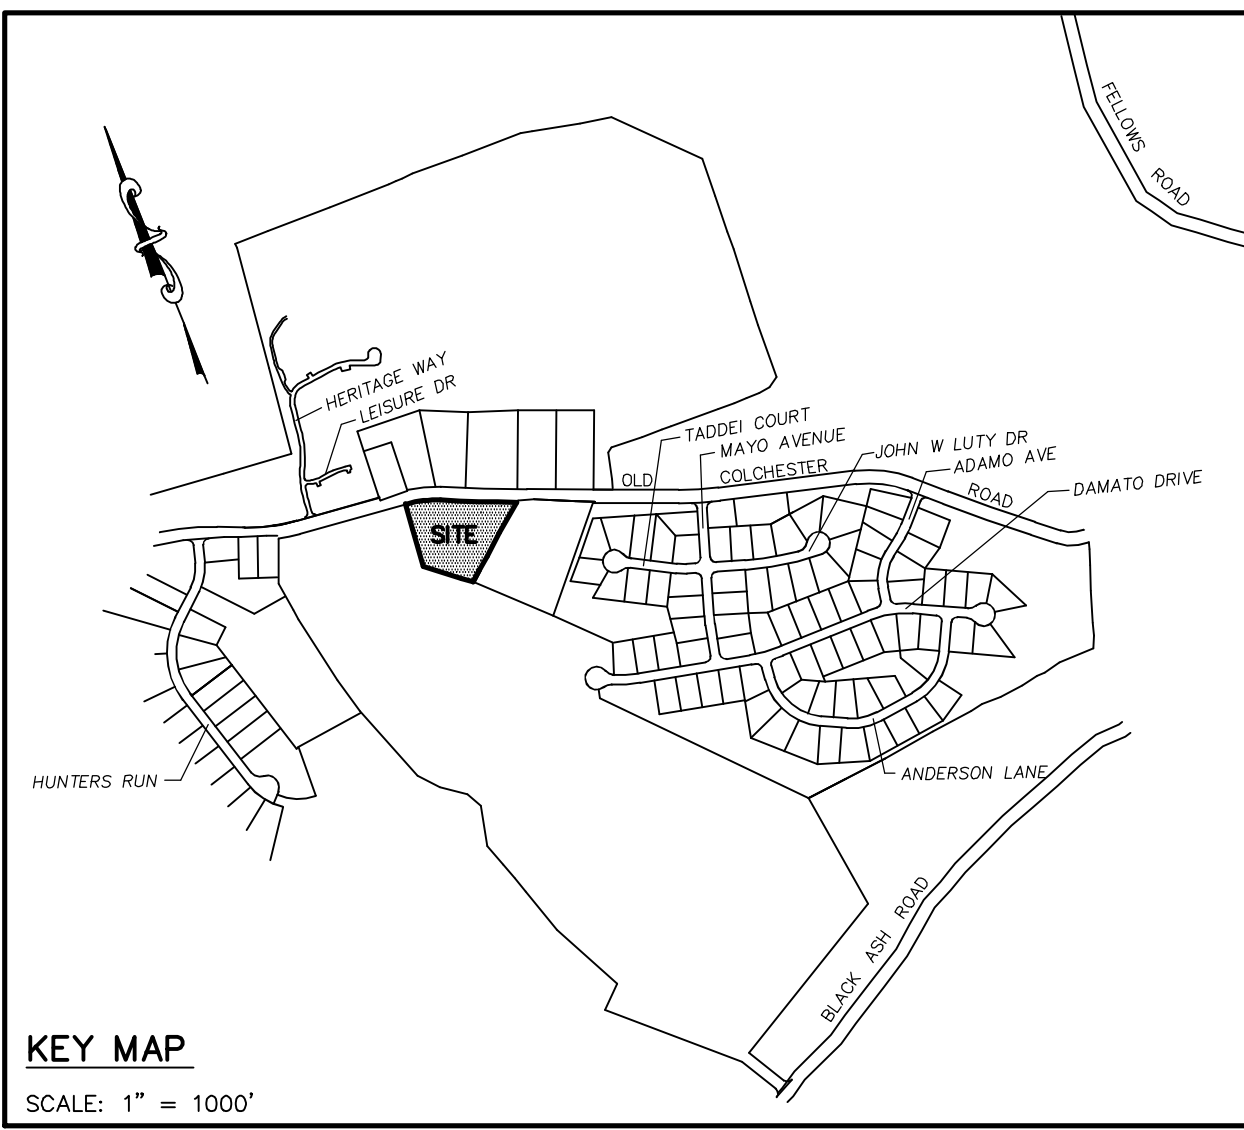 FELLOWS
ROAD
HERITAGE WAY
LEISURE DR
TADDEI COURT
MAYO AVENUE
JOHN W LUTY DR
ADAMO AVE
OLD COLCHESTER ROAD
DAMATO DRIVE
SITE
HUNTERS RUN
ANDERSON LANE
BLACK ASH ROAD
KEY MAP
SCALE: 1" = 1000'